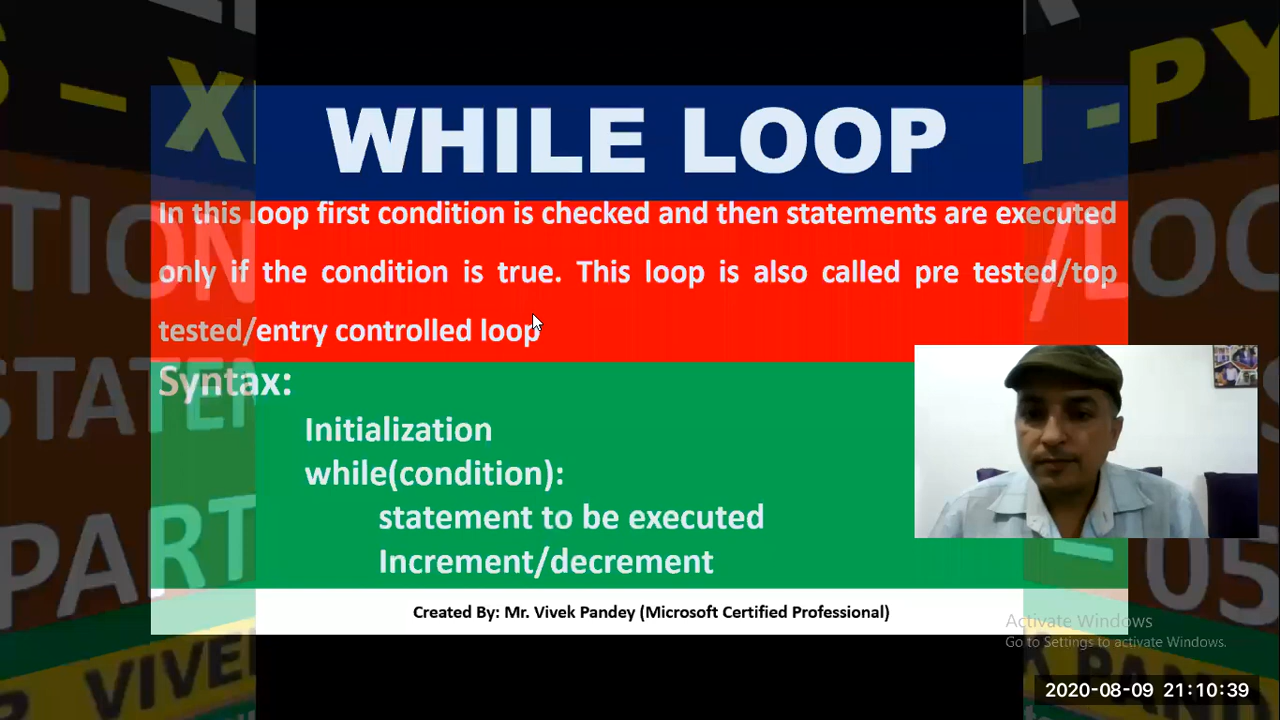 WHILE LOOP
In this loop first condition is checked and then statements are executed
only if the condition is true. This loop is also called pre tested/top
tested/entry controlled loop
Syntax:
Initialization
while(condition):
statement to be executed
Increment/decrement
Created By: Mr. Vivek Pandey (Microsoft Certified Professional)
Activate Windows
Go to Settings to activate Windows.
2020-08-09 21:10:39